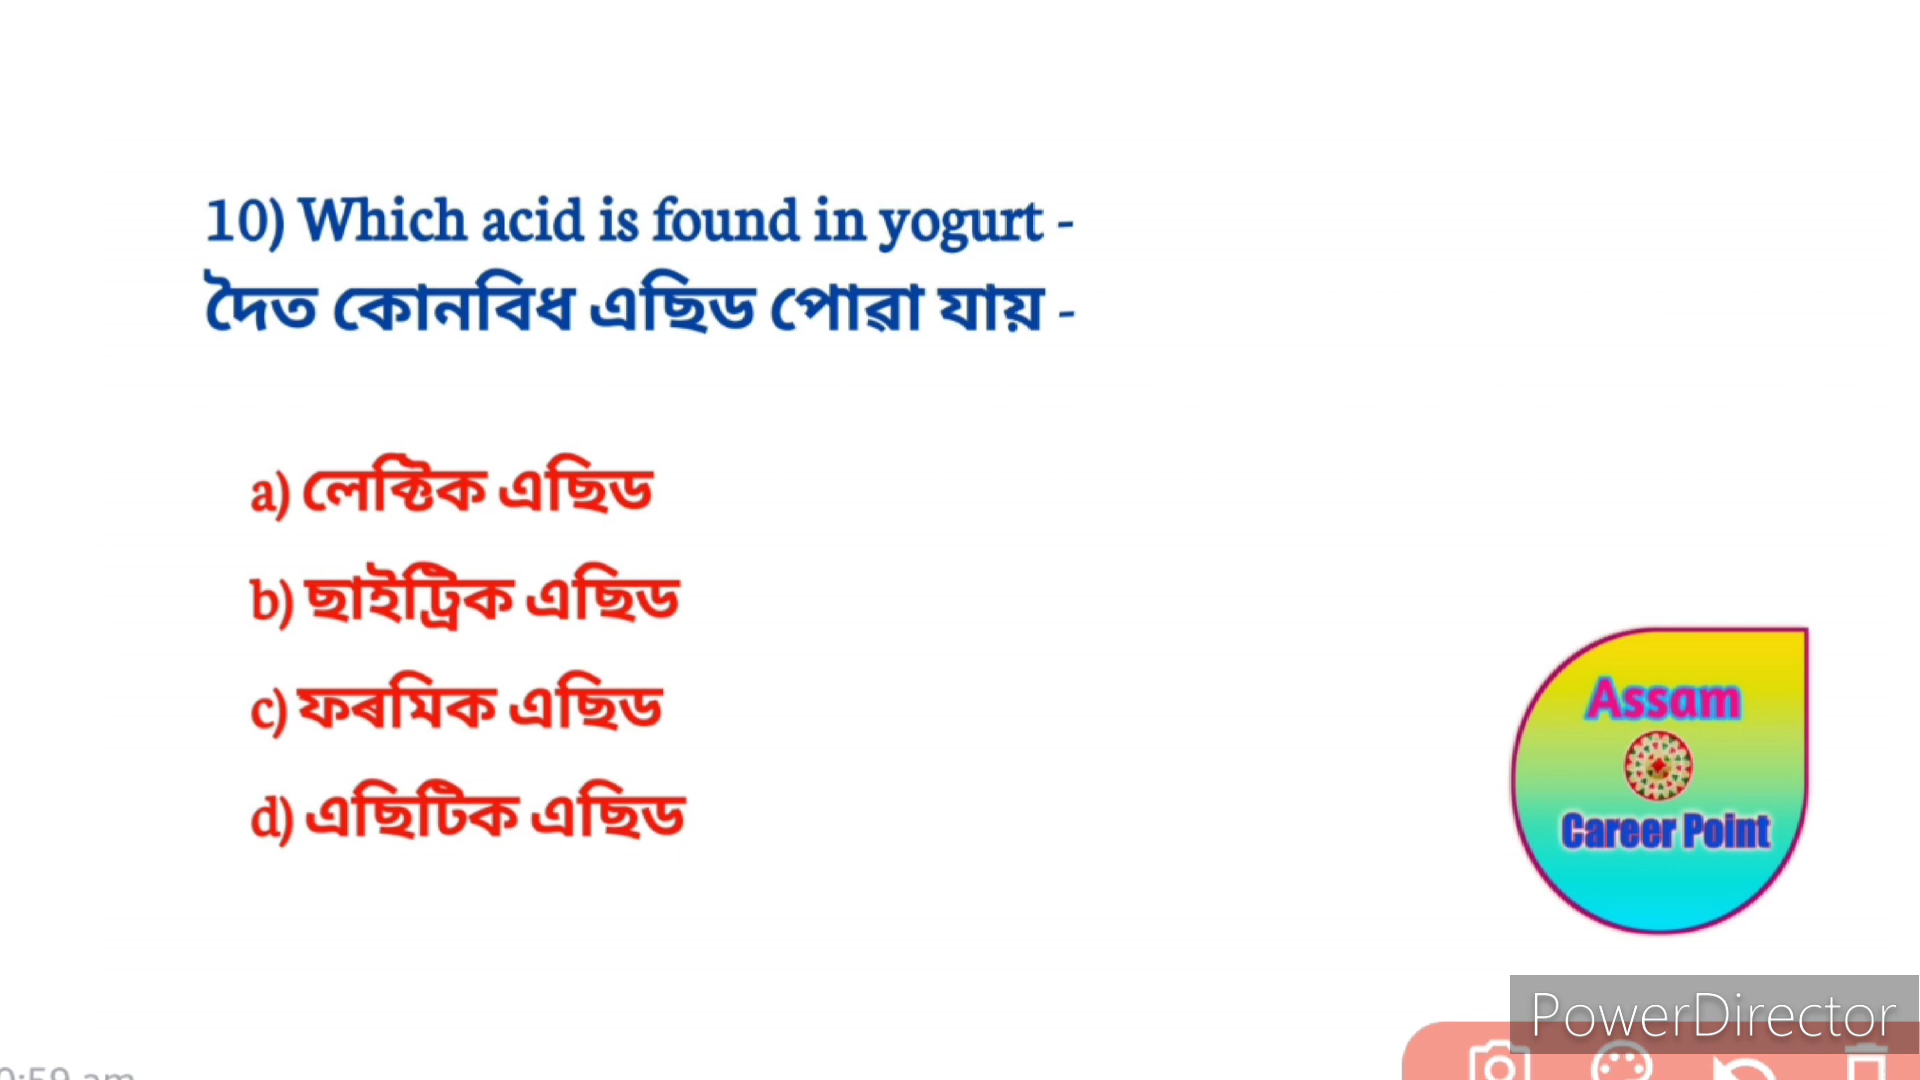 10) Which acid is found in yogurt -
দৈত কোনবিধ এছিড পোৱা যায় -
a) লেক্টিক এছিড
b) ছাইট্ৰিক এছিড
c) ফৰমিক এছিড
d) এছিটিক এছিড
Assam
Career Point
PowerDirector